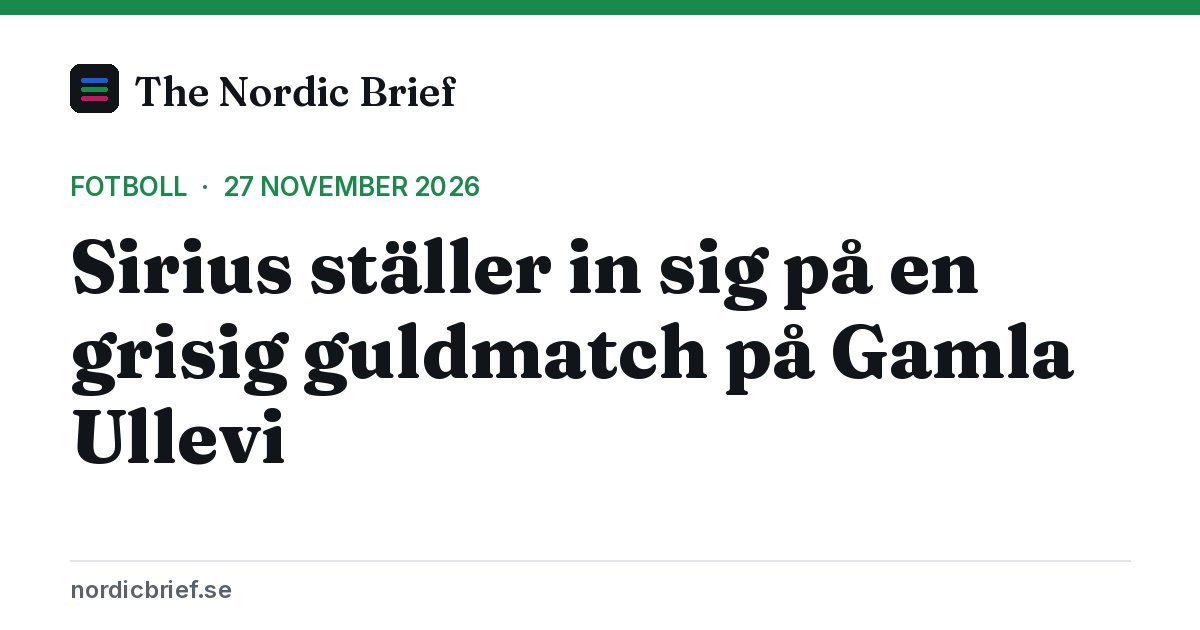 The Nordic Brief
FOTBOLL · 27 NOVEMBER 2026
Sirius ställer in sig på en
grisig guldmatch på Gamla
Ullevi
nordicbrief.se